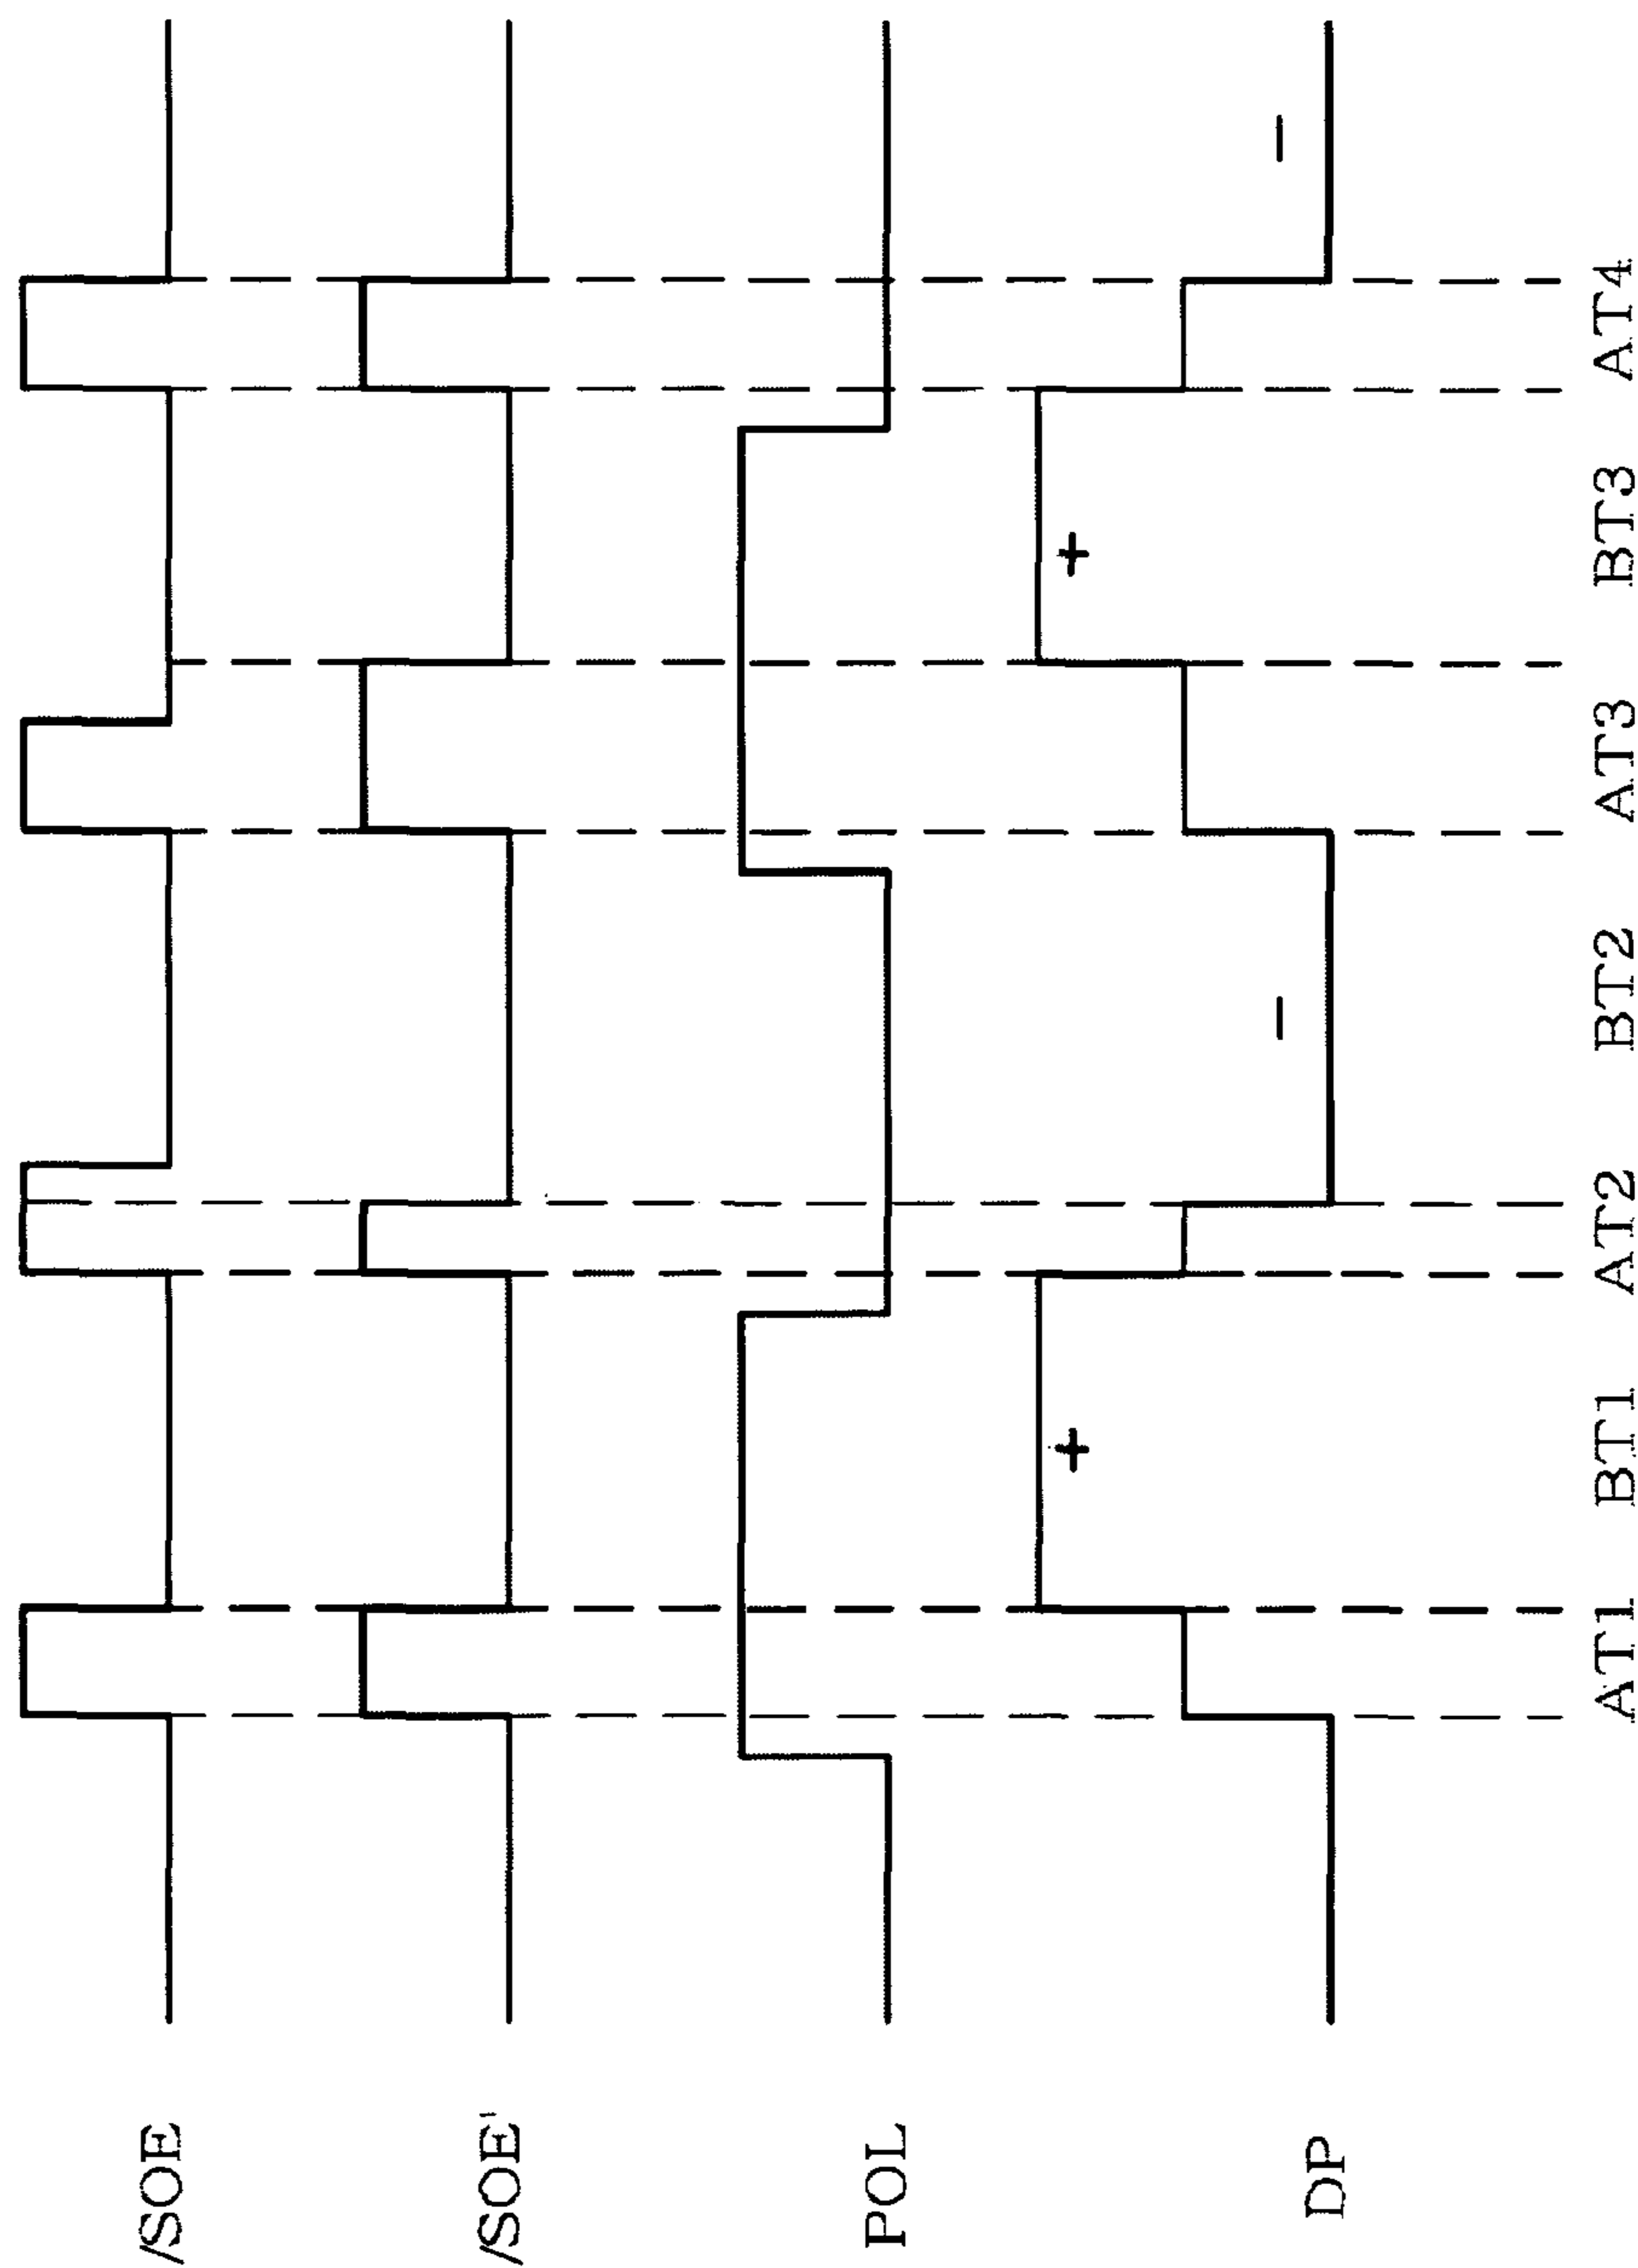 /SOE
/SOE'
POL
+ − + −
DP
AT1 BT1 AT2 BT2 AT3 BT3 AT4